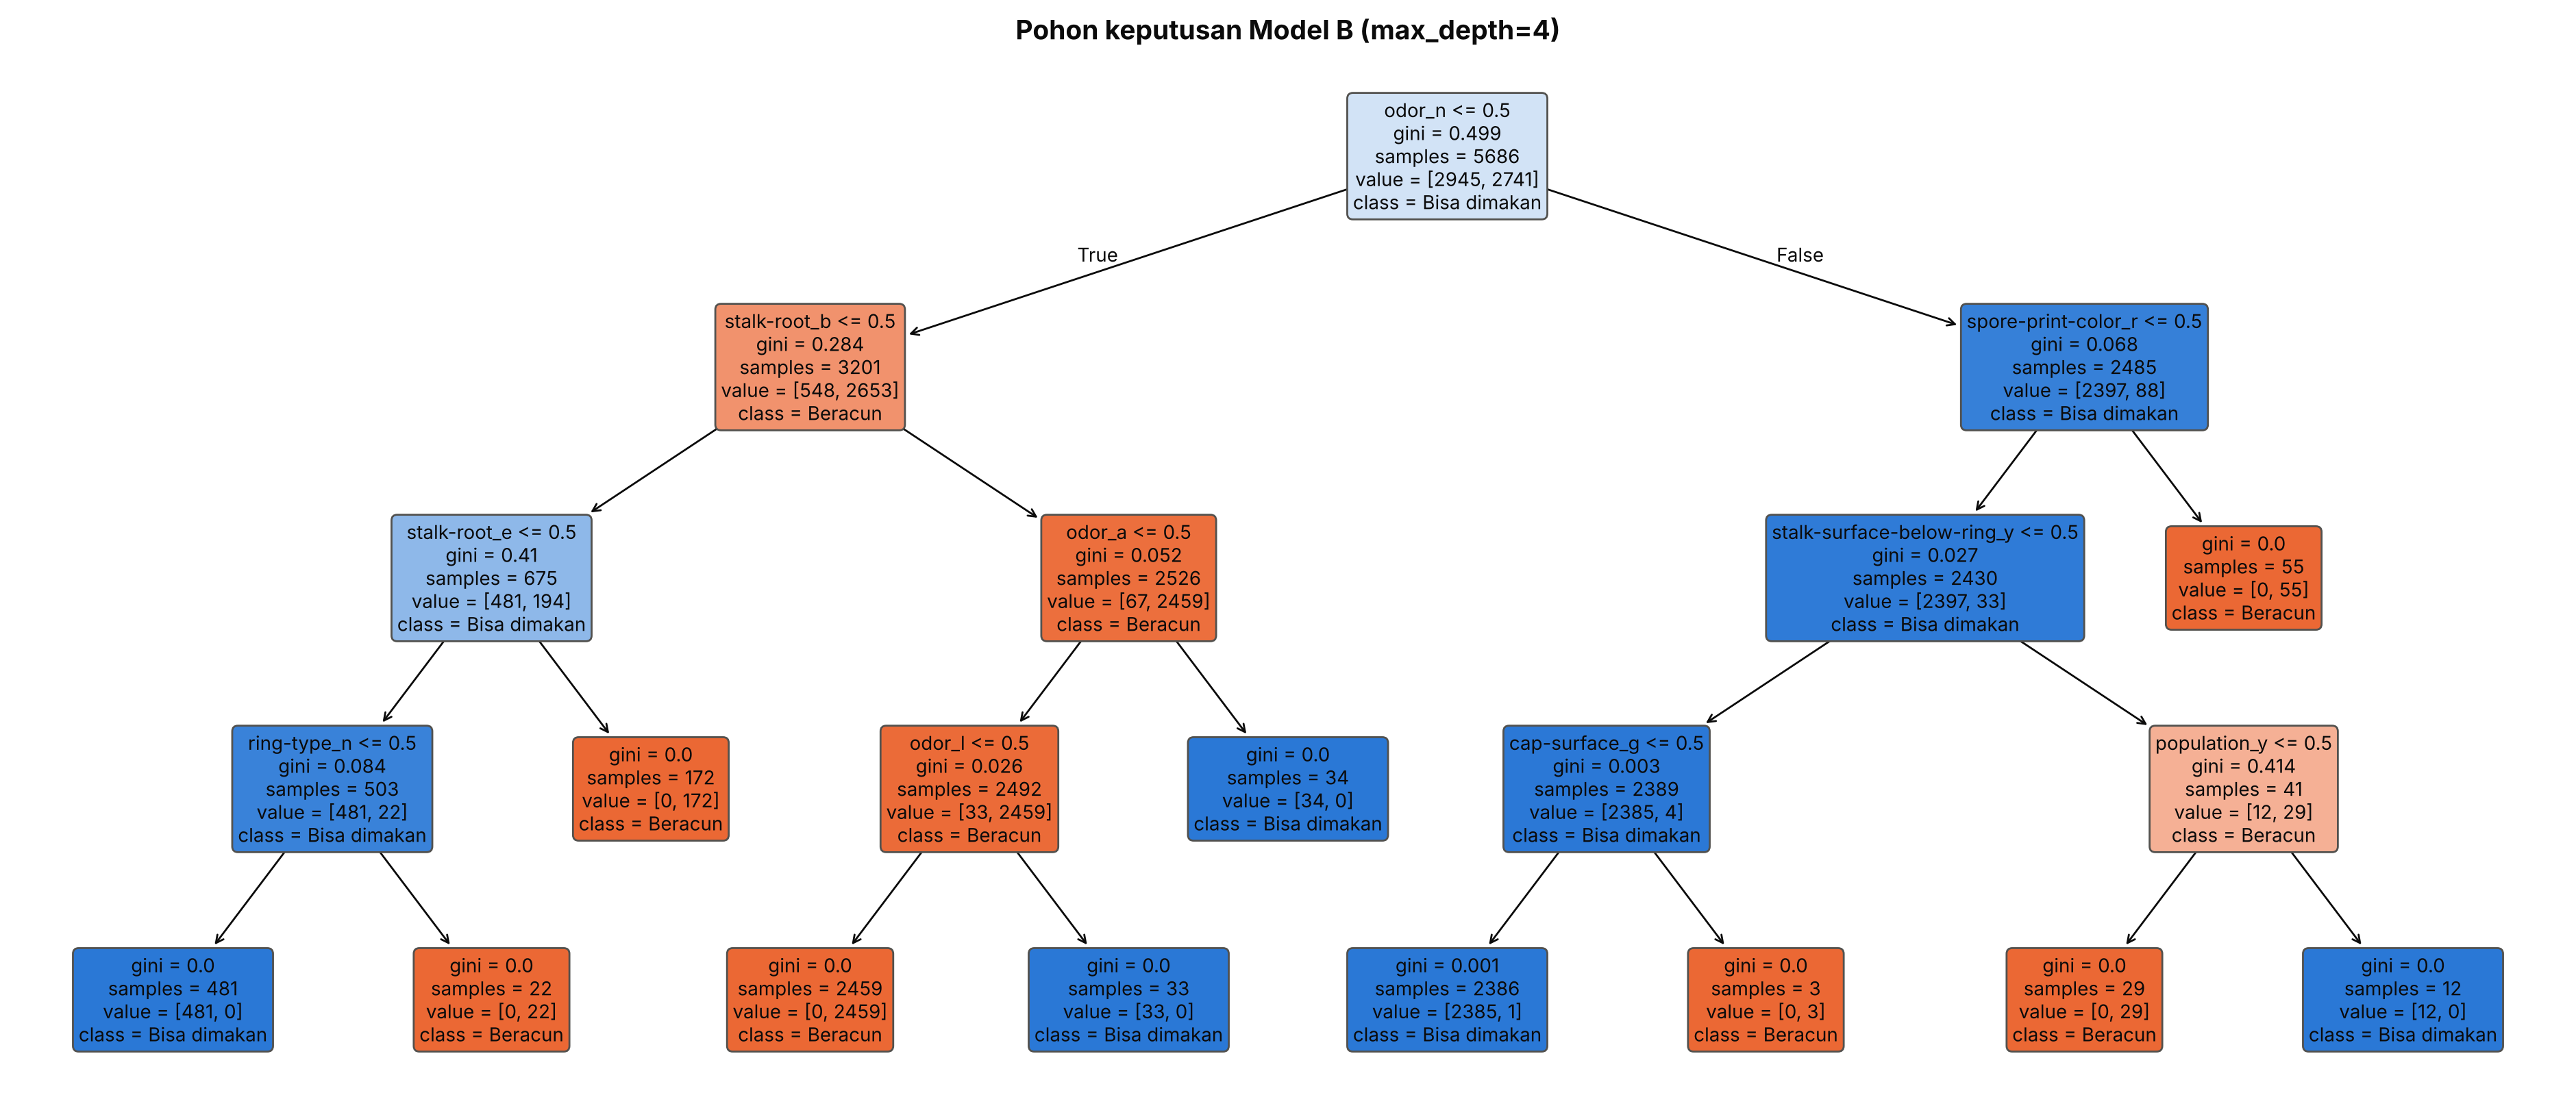 Pohon keputusan Model B (max_depth=4)
odor_n <= 0.5
gini = 0.499
samples = 5686
value = [2945, 2741]
class = Bisa dimakan
True
False
stalk-root_b <= 0.5
gini = 0.284
samples = 3201
value = [548, 2653]
class = Beracun
spore-print-color_r <= 0.5
gini = 0.068
samples = 2485
value = [2397, 88]
class = Bisa dimakan
stalk-root_e <= 0.5
gini = 0.41
samples = 675
value = [481, 194]
class = Bisa dimakan
odor_a <= 0.5
gini = 0.052
samples = 2526
value = [67, 2459]
class = Beracun
stalk-surface-below-ring_y <= 0.5
gini = 0.027
samples = 2430
value = [2397, 33]
class = Bisa dimakan
gini = 0.0
samples = 55
value = [0, 55]
class = Beracun
ring-type_n <= 0.5
gini = 0.084
samples = 503
value = [481, 22]
class = Bisa dimakan
gini = 0.0
samples = 172
value = [0, 172]
class = Beracun
odor_l <= 0.5
gini = 0.026
samples = 2492
value = [33, 2459]
class = Beracun
gini = 0.0
samples = 34
value = [34, 0]
class = Bisa dimakan
cap-surface_g <= 0.5
gini = 0.003
samples = 2389
value = [2385, 4]
class = Bisa dimakan
population_y <= 0.5
gini = 0.414
samples = 41
value = [12, 29]
class = Beracun
gini = 0.0
samples = 481
value = [481, 0]
class = Bisa dimakan
gini = 0.0
samples = 22
value = [0, 22]
class = Beracun
gini = 0.0
samples = 2459
value = [0, 2459]
class = Beracun
gini = 0.0
samples = 33
value = [33, 0]
class = Bisa dimakan
gini = 0.001
samples = 2386
value = [2385, 1]
class = Bisa dimakan
gini = 0.0
samples = 3
value = [0, 3]
class = Beracun
gini = 0.0
samples = 29
value = [0, 29]
class = Beracun
gini = 0.0
samples = 12
value = [12, 0]
class = Bisa dimakan